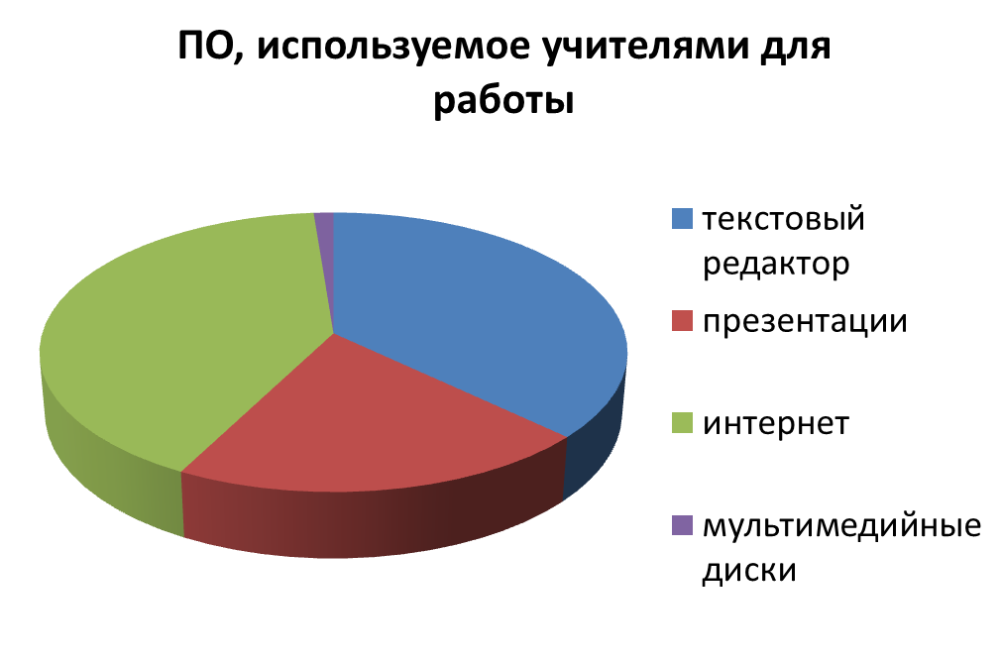 ПО, используемое учителями для
работы
текстовый
редактор
презентации
интернет
мультимедийные
диски